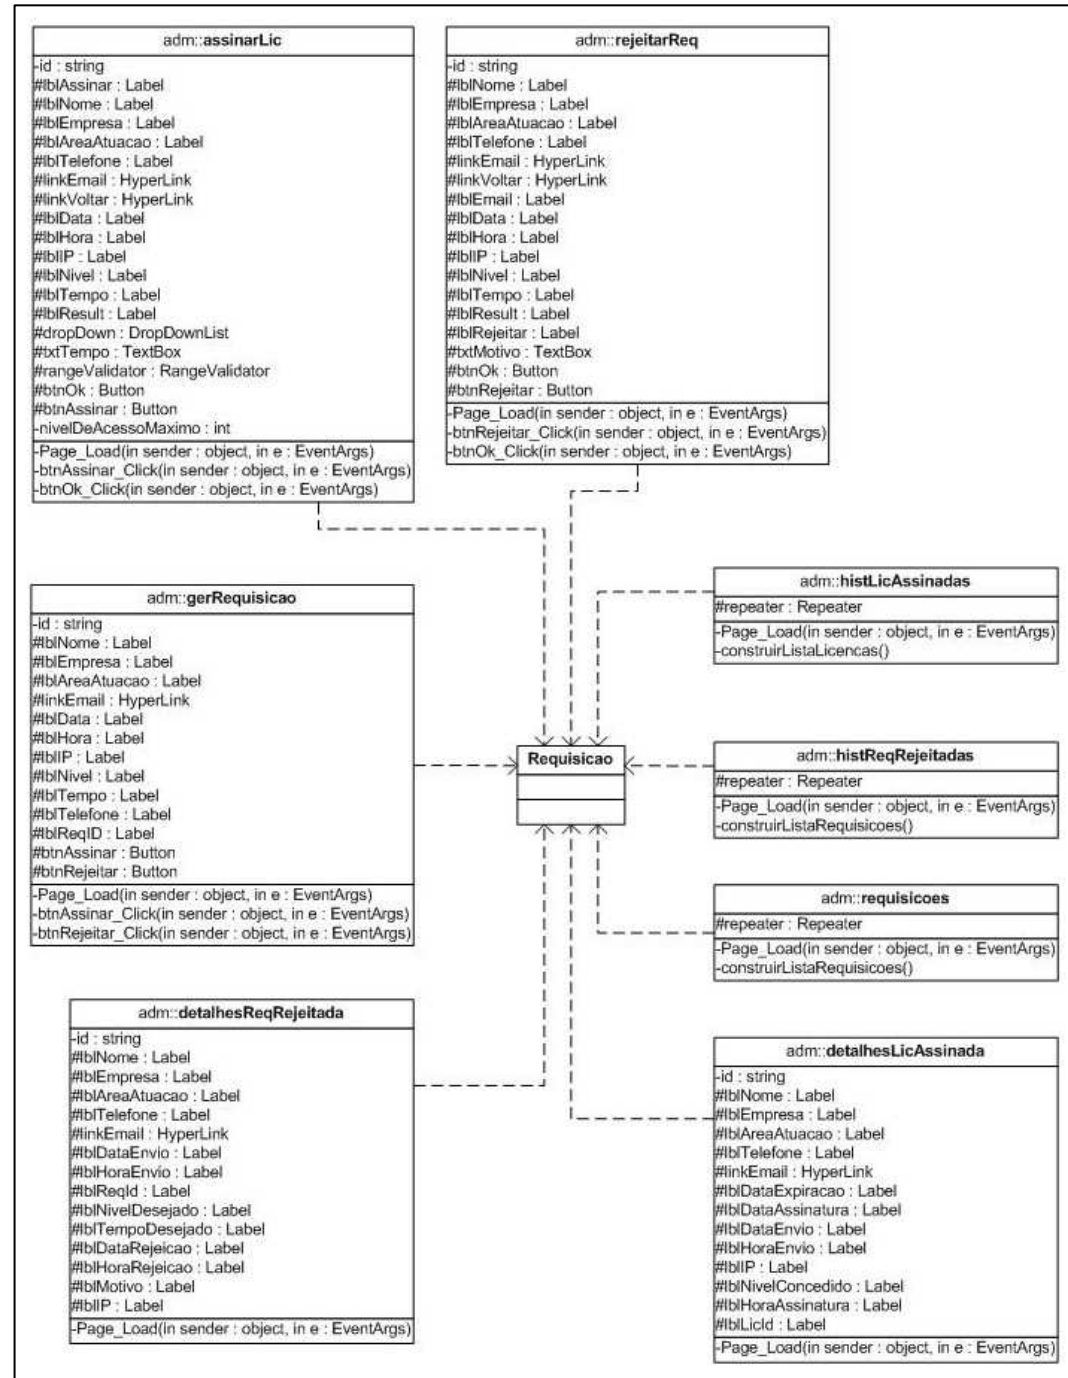 adm::assinarLic
-id : string
#lblAssinar : Label
#lblNome : Label
#lblEmpresa : Label
#lblAreaAtuacao : Label
#lblTelefone : Label
#linkEmail : HyperLink
#linkVoltar : HyperLink
#lblData : Label
#lblHora : Label
#lblIP : Label
#lblNivel : Label
#lblTempo : Label
#lblResult : Label
#dropDown : DropDownList
#txtTempo : TextBox
#rangeValidator : RangeValidator
#btnOk : Button
#btnAssinar : Button
-nivelDeAcessoMaximo : int
-Page_Load(in sender : object, in e : EventArgs)
-btnAssinar_Click(in sender : object, in e : EventArgs)
-btnOk_Click(in sender : object, in e : EventArgs)
adm::rejeitarReq
-id : string
#lblNome : Label
#lblEmpresa : Label
#lblAreaAtuacao : Label
#lblTelefone : Label
#linkEmail : HyperLink
#linkVoltar : HyperLink
#lblEmail : Label
#lblData : Label
#lblHora : Label
#lblIP : Label
#lblNivel : Label
#lblTempo : Label
#lblResult : Label
#lblRejeitar : Label
#txtMotivo : TextBox
#btnOk : Button
#btnRejeitar : Button
-Page_Load(in sender : object, in e : EventArgs)
-btnRejeitar_Click(in sender : object, in e : EventArgs)
-btnOk_Click(in sender : object, in e : EventArgs)
adm::gerRequisicao
-id : string
#lblNome : Label
#lblEmpresa : Label
#lblAreaAtuacao : Label
#linkEmail : HyperLink
#lblData : Label
#lblHora : Label
#lblIP : Label
#lblNivel : Label
#lblTempo : Label
#lblTelefone : Label
#lblReqID : Label
#btnAssinar : Button
#btnRejeitar : Button
-Page_Load(in sender : object, in e : EventArgs)
-btnAssinar_Click(in sender : object, in e : EventArgs)
-btnRejeitar_Click(in sender : object, in e : EventArgs)
Requisicao
adm::histLicAssinadas
#repeater : Repeater
-Page_Load(in sender : object, in e : EventArgs)
-construirListaLicencas()
adm::histReqRejeitadas
#repeater : Repeater
-Page_Load(in sender : object, in e : EventArgs)
-construirListaRequisicoes()
adm::requisicoes
#repeater : Repeater
-Page_Load(in sender : object, in e : EventArgs)
-construirListaRequisicoes()
adm::detalhesReqRejeitada
-id : string
#lblNome : Label
#lblEmpresa : Label
#lblAreaAtuacao : Label
#lblTelefone : Label
#linkEmail : HyperLink
#lblDataEnvio : Label
#lblHoraEnvio : Label
#lblReqId : Label
#lblNivelDesejado : Label
#lblTempoDesejado : Label
#lblDataRejeicao : Label
#lblHoraRejeicao : Label
#lblMotivo : Label
#lblIP : Label
-Page_Load(in sender : object, in e : EventArgs)
adm::detalhesLicAssinada
-id : string
#lblNome : Label
#lblEmpresa : Label
#lblAreaAtuacao : Label
#lblTelefone : Label
#linkEmail : HyperLink
#lblDataExpiracao : Label
#lblDataAssinatura : Label
#lblDataEnvio : Label
#lblHoraEnvio : Label
#lblIP : Label
#lblNivelConcedido : Label
#lblHoraAssinatura : Label
#lblLicId : Label
-Page_Load(in sender : object, in e : EventArgs)